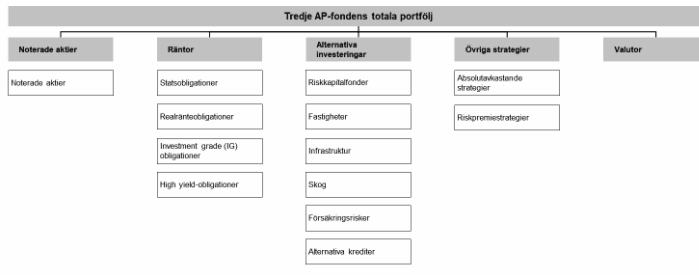 Tredje AP-fondens totala portfölj
Noterade aktier
Räntor
Alternativa
investeringar
Övriga strategier
Valutor
Noterade aktier
Statsobligationer
Realränteobligationer
Investment grade (IG)
obligationer
High yield-obligationer
Riskkapitalfonder
Fastigheter
Infrastruktur
Skog
Försäkringsrisker
Alternativa krediter
Absolutavkastande
strategier
Riskpremiestrategier